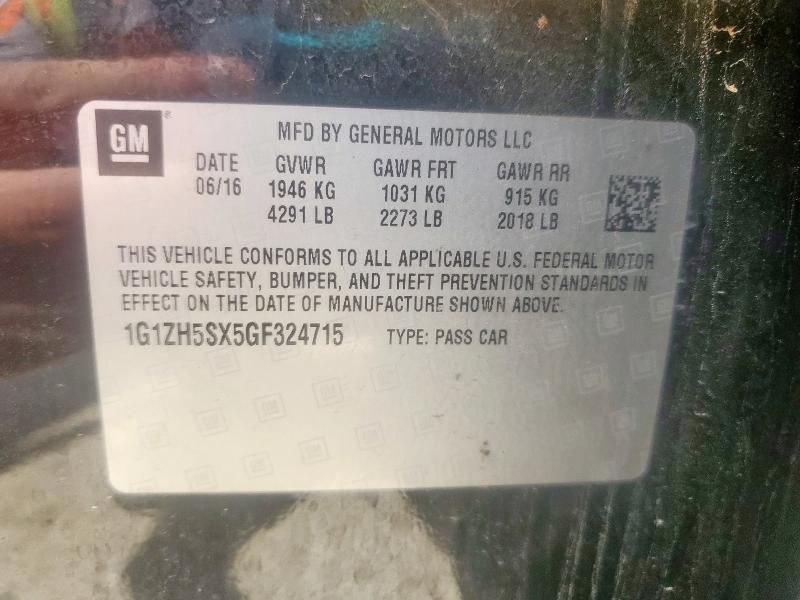 GM® MFD BY GENERAL MOTORS LLC
DATE GVWR GAWR FRT GAWR RR
06/16 1946 KG 1031 KG 915 KG
4291 LB 2273 LB 2018 LB
THIS VEHICLE CONFORMS TO ALL APPLICABLE U.S. FEDERAL MOTOR
VEHICLE SAFETY, BUMPER, AND THEFT PREVENTION STANDARDS IN
EFFECT ON THE DATE OF MANUFACTURE SHOWN ABOVE.
1G1ZH5SX5GF324715 TYPE: PASS CAR